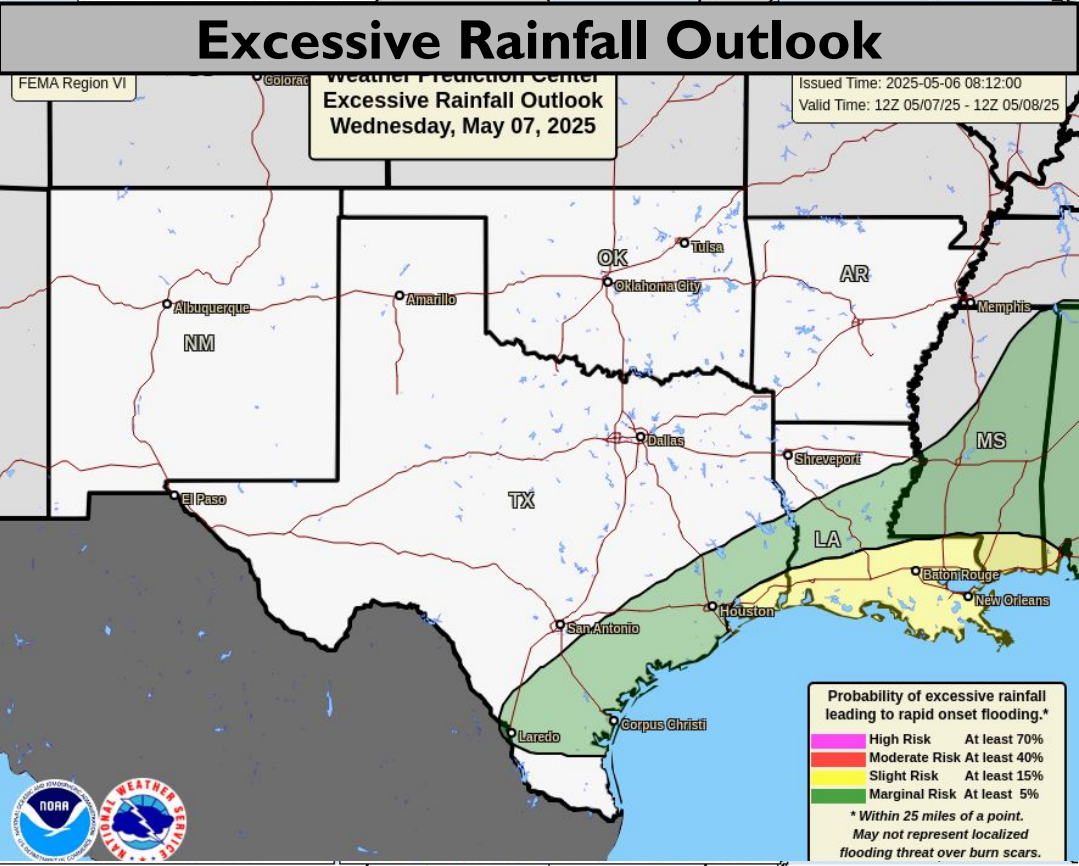 Excessive Rainfall Outlook
FEMA Region VI
Colorad
Weather Prediction Center
Excessive Rainfall Outlook
Wednesday, May 07, 2025
Issued Time: 2025-05-06 08:12:00
Valid Time: 12Z 05/07/25 - 12Z 05/08/25
Tulsa
OK
AR
Oklahoma City
Amarillo
Albuquerque
Memphis
NM
Dallas
MS
Shreveport
El Paso
TX
LA
Baton Rouge
New Orleans
Houston
San Antonio
Corpus Christi
Laredo
Probability of excessive rainfall
leading to rapid onset flooding.*
High Risk At least 70%
Moderate Risk At least 40%
Slight Risk At least 15%
Marginal Risk At least 5%
* Within 25 miles of a point.
May not represent localized
flooding threat over burn scars.
NOAA
NATIONAL WEATHER SERVICE